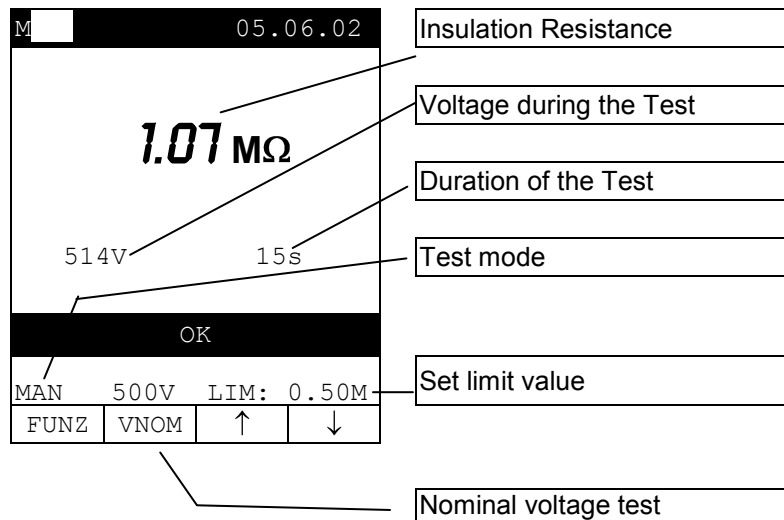 M 05.06.02
Insulation Resistance
Voltage during the Test
1.07 MΩ
Duration of the Test
514V 15s
Test mode
OK
MAN 500V LIM: 0.50M
Set limit value
FUNZ VNOM ↑ ↓
Nominal voltage test